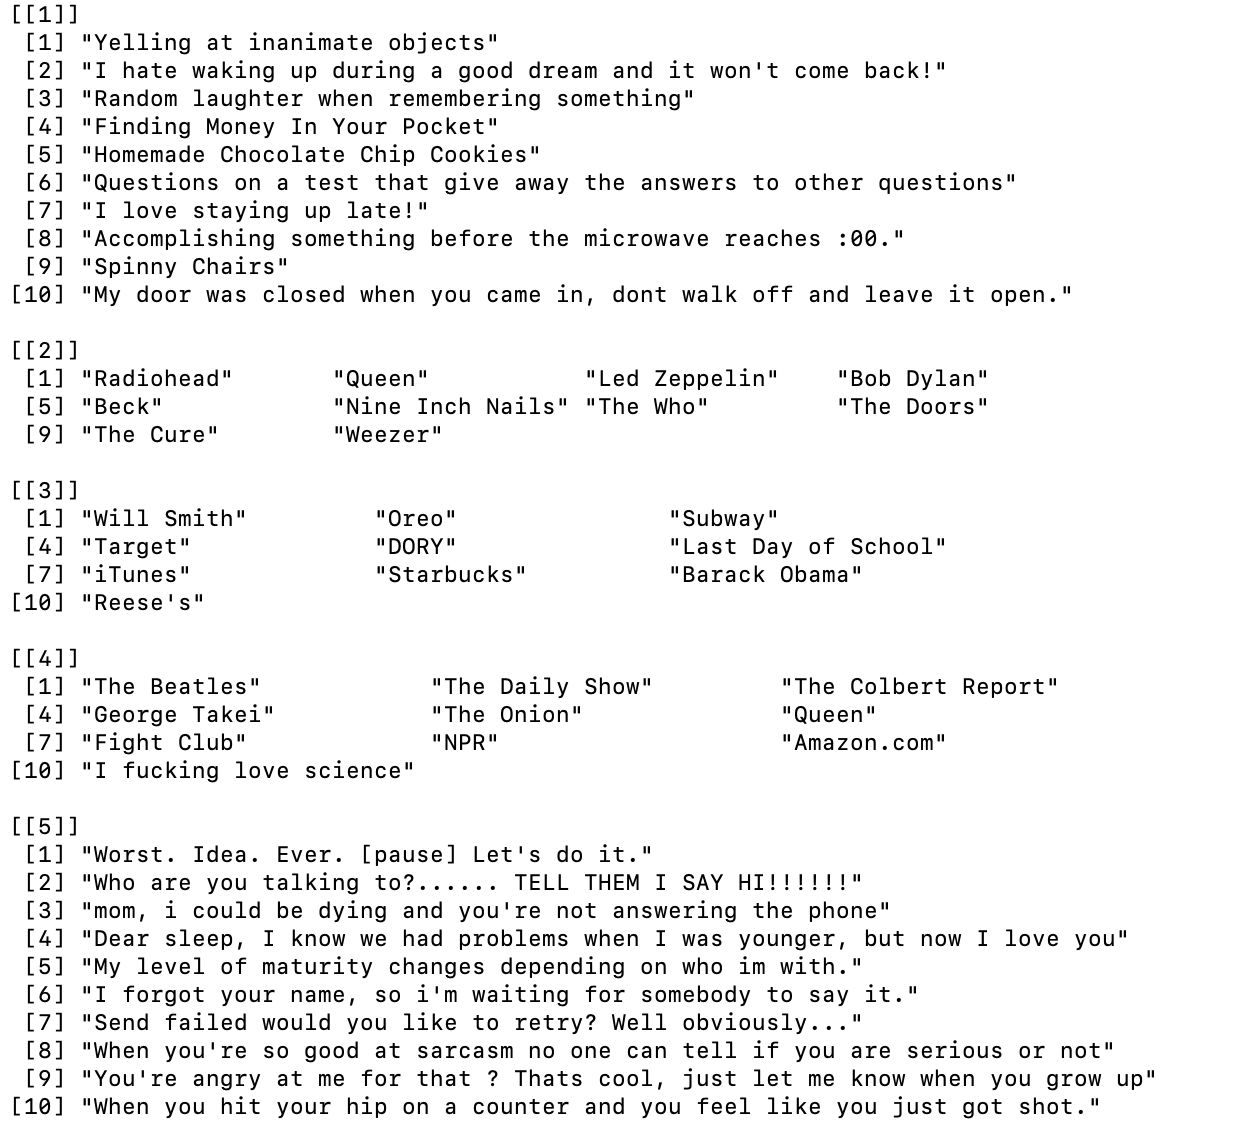 [[1]]
 [1] "Yelling at inanimate objects"
 [2] "I hate waking up during a good dream and it won't come back!"
 [3] "Random laughter when remembering something"
 [4] "Finding Money In Your Pocket"
 [5] "Homemade Chocolate Chip Cookies"
 [6] "Questions on a test that give away the answers to other questions"
 [7] "I love staying up late!"
 [8] "Accomplishing something before the microwave reaches :00."
 [9] "Spinny Chairs"
[10] "My door was closed when you came in, dont walk off and leave it open."

[[2]]
 [1] "Radiohead"       "Queen"           "Led Zeppelin"    "Bob Dylan"
 [5] "Beck"            "Nine Inch Nails" "The Who"         "The Doors"
 [9] "The Cure"        "Weezer"

[[3]]
 [1] "Will Smith"         "Oreo"               "Subway"
 [4] "Target"             "DORY"               "Last Day of School"
 [7] "iTunes"             "Starbucks"          "Barack Obama"
[10] "Reese's"

[[4]]
 [1] "The Beatles"            "The Daily Show"         "The Colbert Report"
 [4] "George Takei"           "The Onion"              "Queen"
 [7] "Fight Club"             "NPR"                    "Amazon.com"
[10] "I fucking love science"

[[5]]
 [1] "Worst. Idea. Ever. [pause] Let's do it."
 [2] "Who are you talking to?...... TELL THEM I SAY HI!!!!!!"
 [3] "mom, i could be dying and you're not answering the phone"
 [4] "Dear sleep, I know we had problems when I was younger, but now I love you"
 [5] "My level of maturity changes depending on who im with."
 [6] "I forgot your name, so i'm waiting for somebody to say it."
 [7] "Send failed would you like to retry? Well obviously..."
 [8] "When you're so good at sarcasm no one can tell if you are serious or not"
 [9] "You're angry at me for that ? Thats cool, just let me know when you grow up"
[10] "When you hit your hip on a counter and you feel like you just got shot."